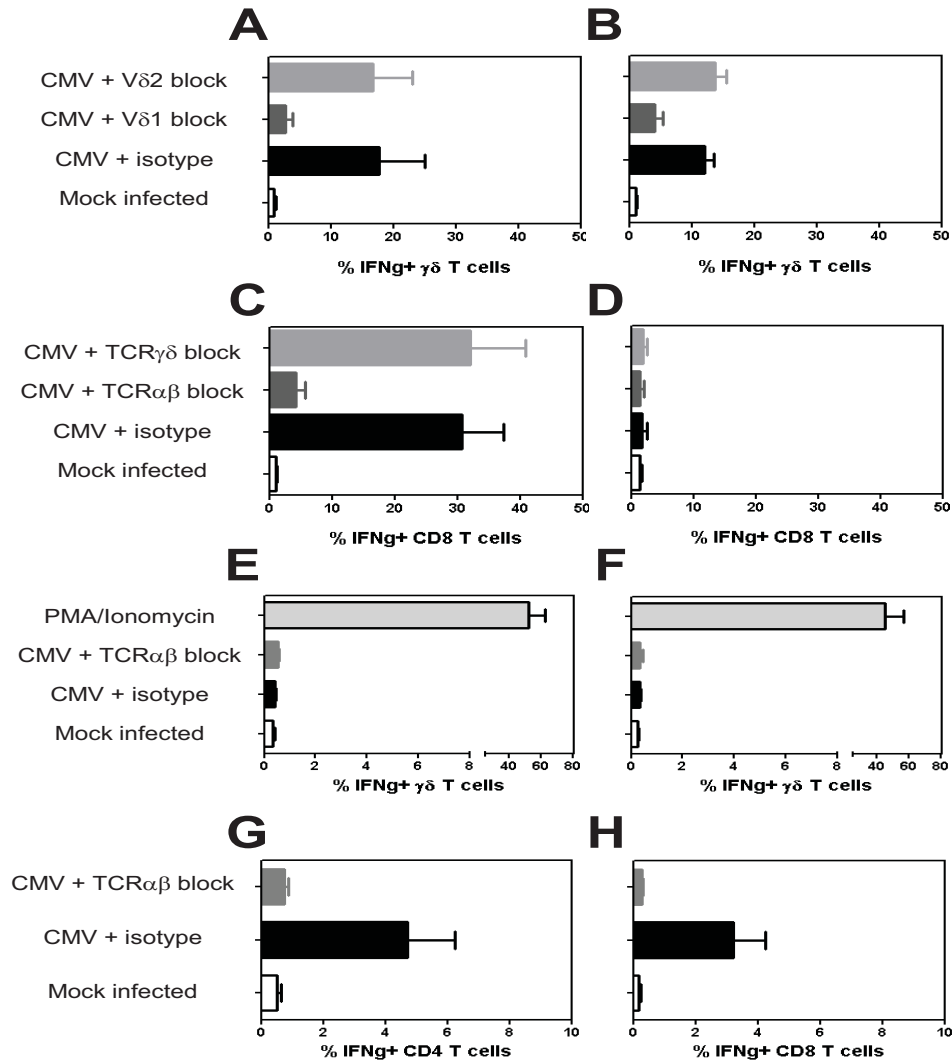 A
B
CMV + Vδ2 block
CMV + Vδ1 block
CMV + isotype
Mock infected
0 10 20 30 40 50
0 10 20 30 40 50
% IFNg+ γδ T cells
% IFNg+ γδ T cells
C
D
CMV + TCRγδ block
CMV + TCRαβ block
CMV + isotype
Mock infected
0 10 20 30 40 50
0 10 20 30 40 50
% IFNg+ CD8 T cells
% IFNg+ CD8 T cells
E
F
PMA/Ionomycin
CMV + TCRαβ block
CMV + isotype
Mock infected
0 2 4 6 8 40 60 80
0 2 4 6 8 40 60 80
% IFNg+ γδ T cells
% IFNg+ γδ T cells
G
H
CMV + TCRαβ block
CMV + isotype
Mock infected
0 2 4 6 8 10
0 2 4 6 8 10
% IFNg+ CD4 T cells
% IFNg+ CD8 T cells